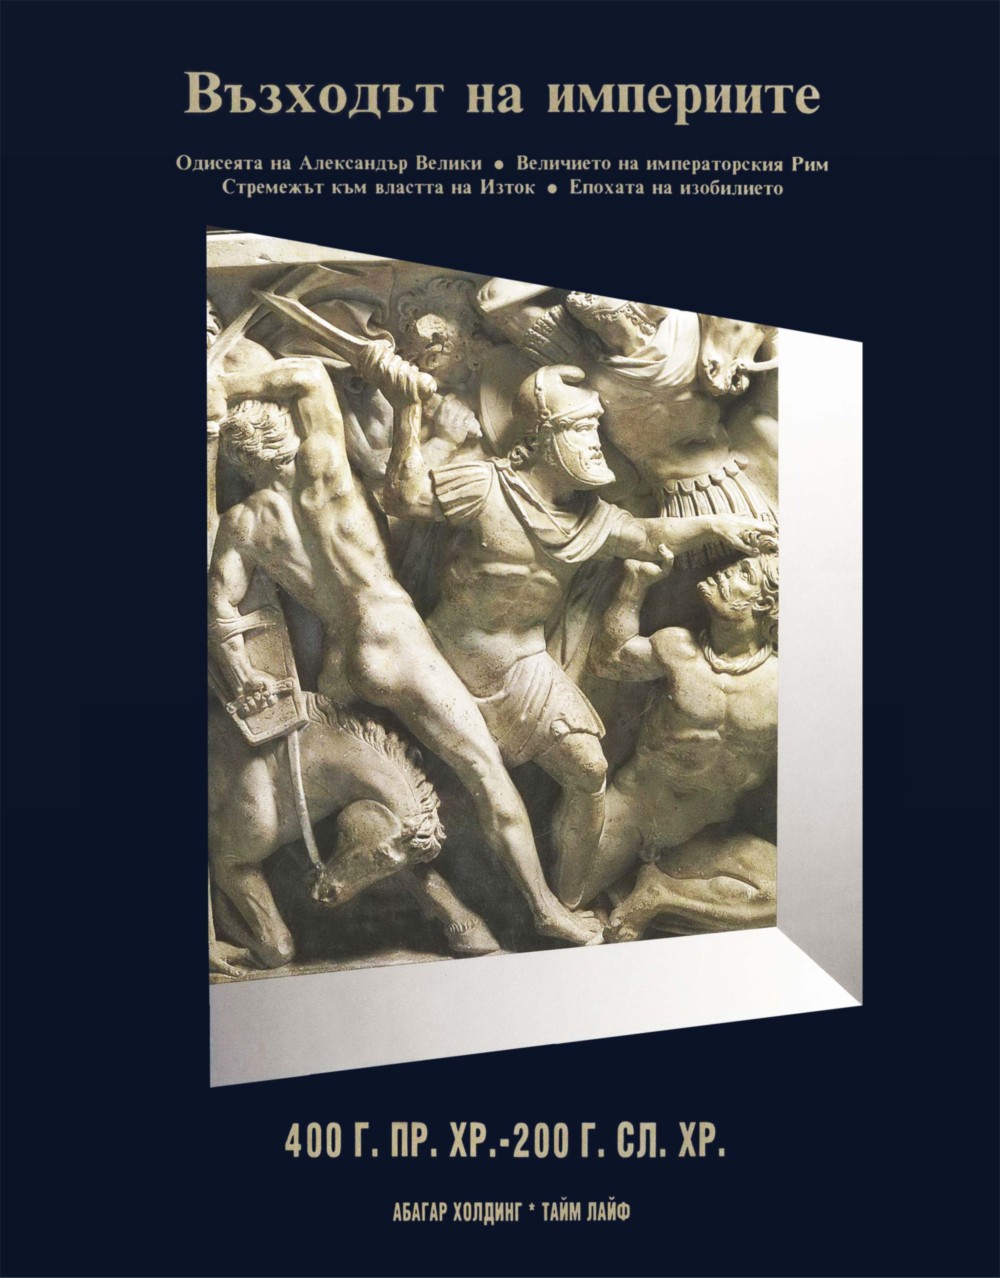 Възходът на империите
Одисеята на Александър Велики ● Величието на императорския Рим
Стремежът към властта на Изток ● Епохата на изобилието
400 Г. ПР. ХР.-200 Г. СЛ. ХР.
АБАГАР ХОЛДИНГ * ТАЙМ ЛАЙФ